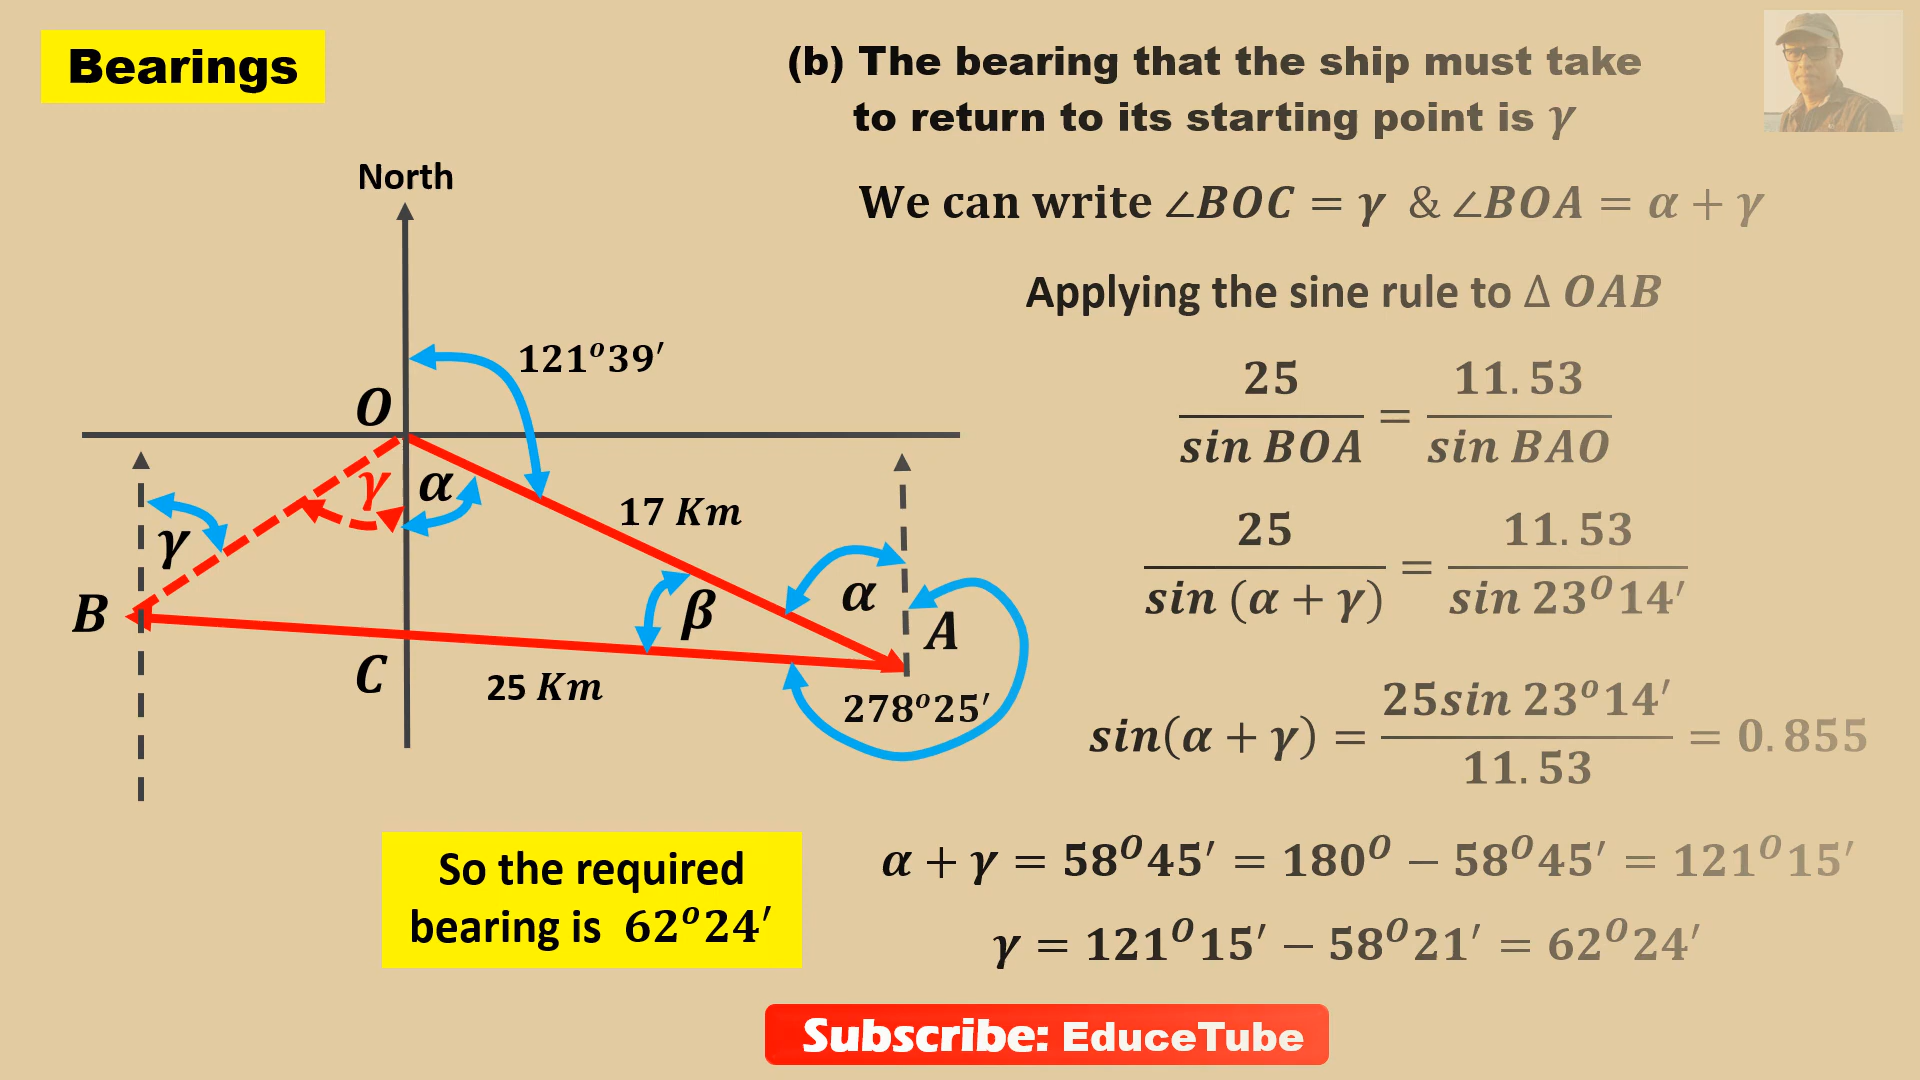 Bearings
(b) The bearing that the ship must take
to return to its starting point is γ
We can write ∠BOC = γ & ∠BOA = α + γ
Applying the sine rule to Δ OAB
25 / sin BOA = 11.53 / sin BAO
25 / sin (α + γ) = 11.53 / sin 23°14′
sin(α + γ) = 25sin 23°14′ / 11.53 = 0.855
α + γ = 58°45′ = 180° − 58°45′ = 121°15′
γ = 121°15′ − 58°21′ = 62°24′
North
121°39′
O
γ
α
17 Km
γ
β
α
B
A
C
25 Km
278°25′
So the required
bearing is 62°24′
Subscribe: EduceTube